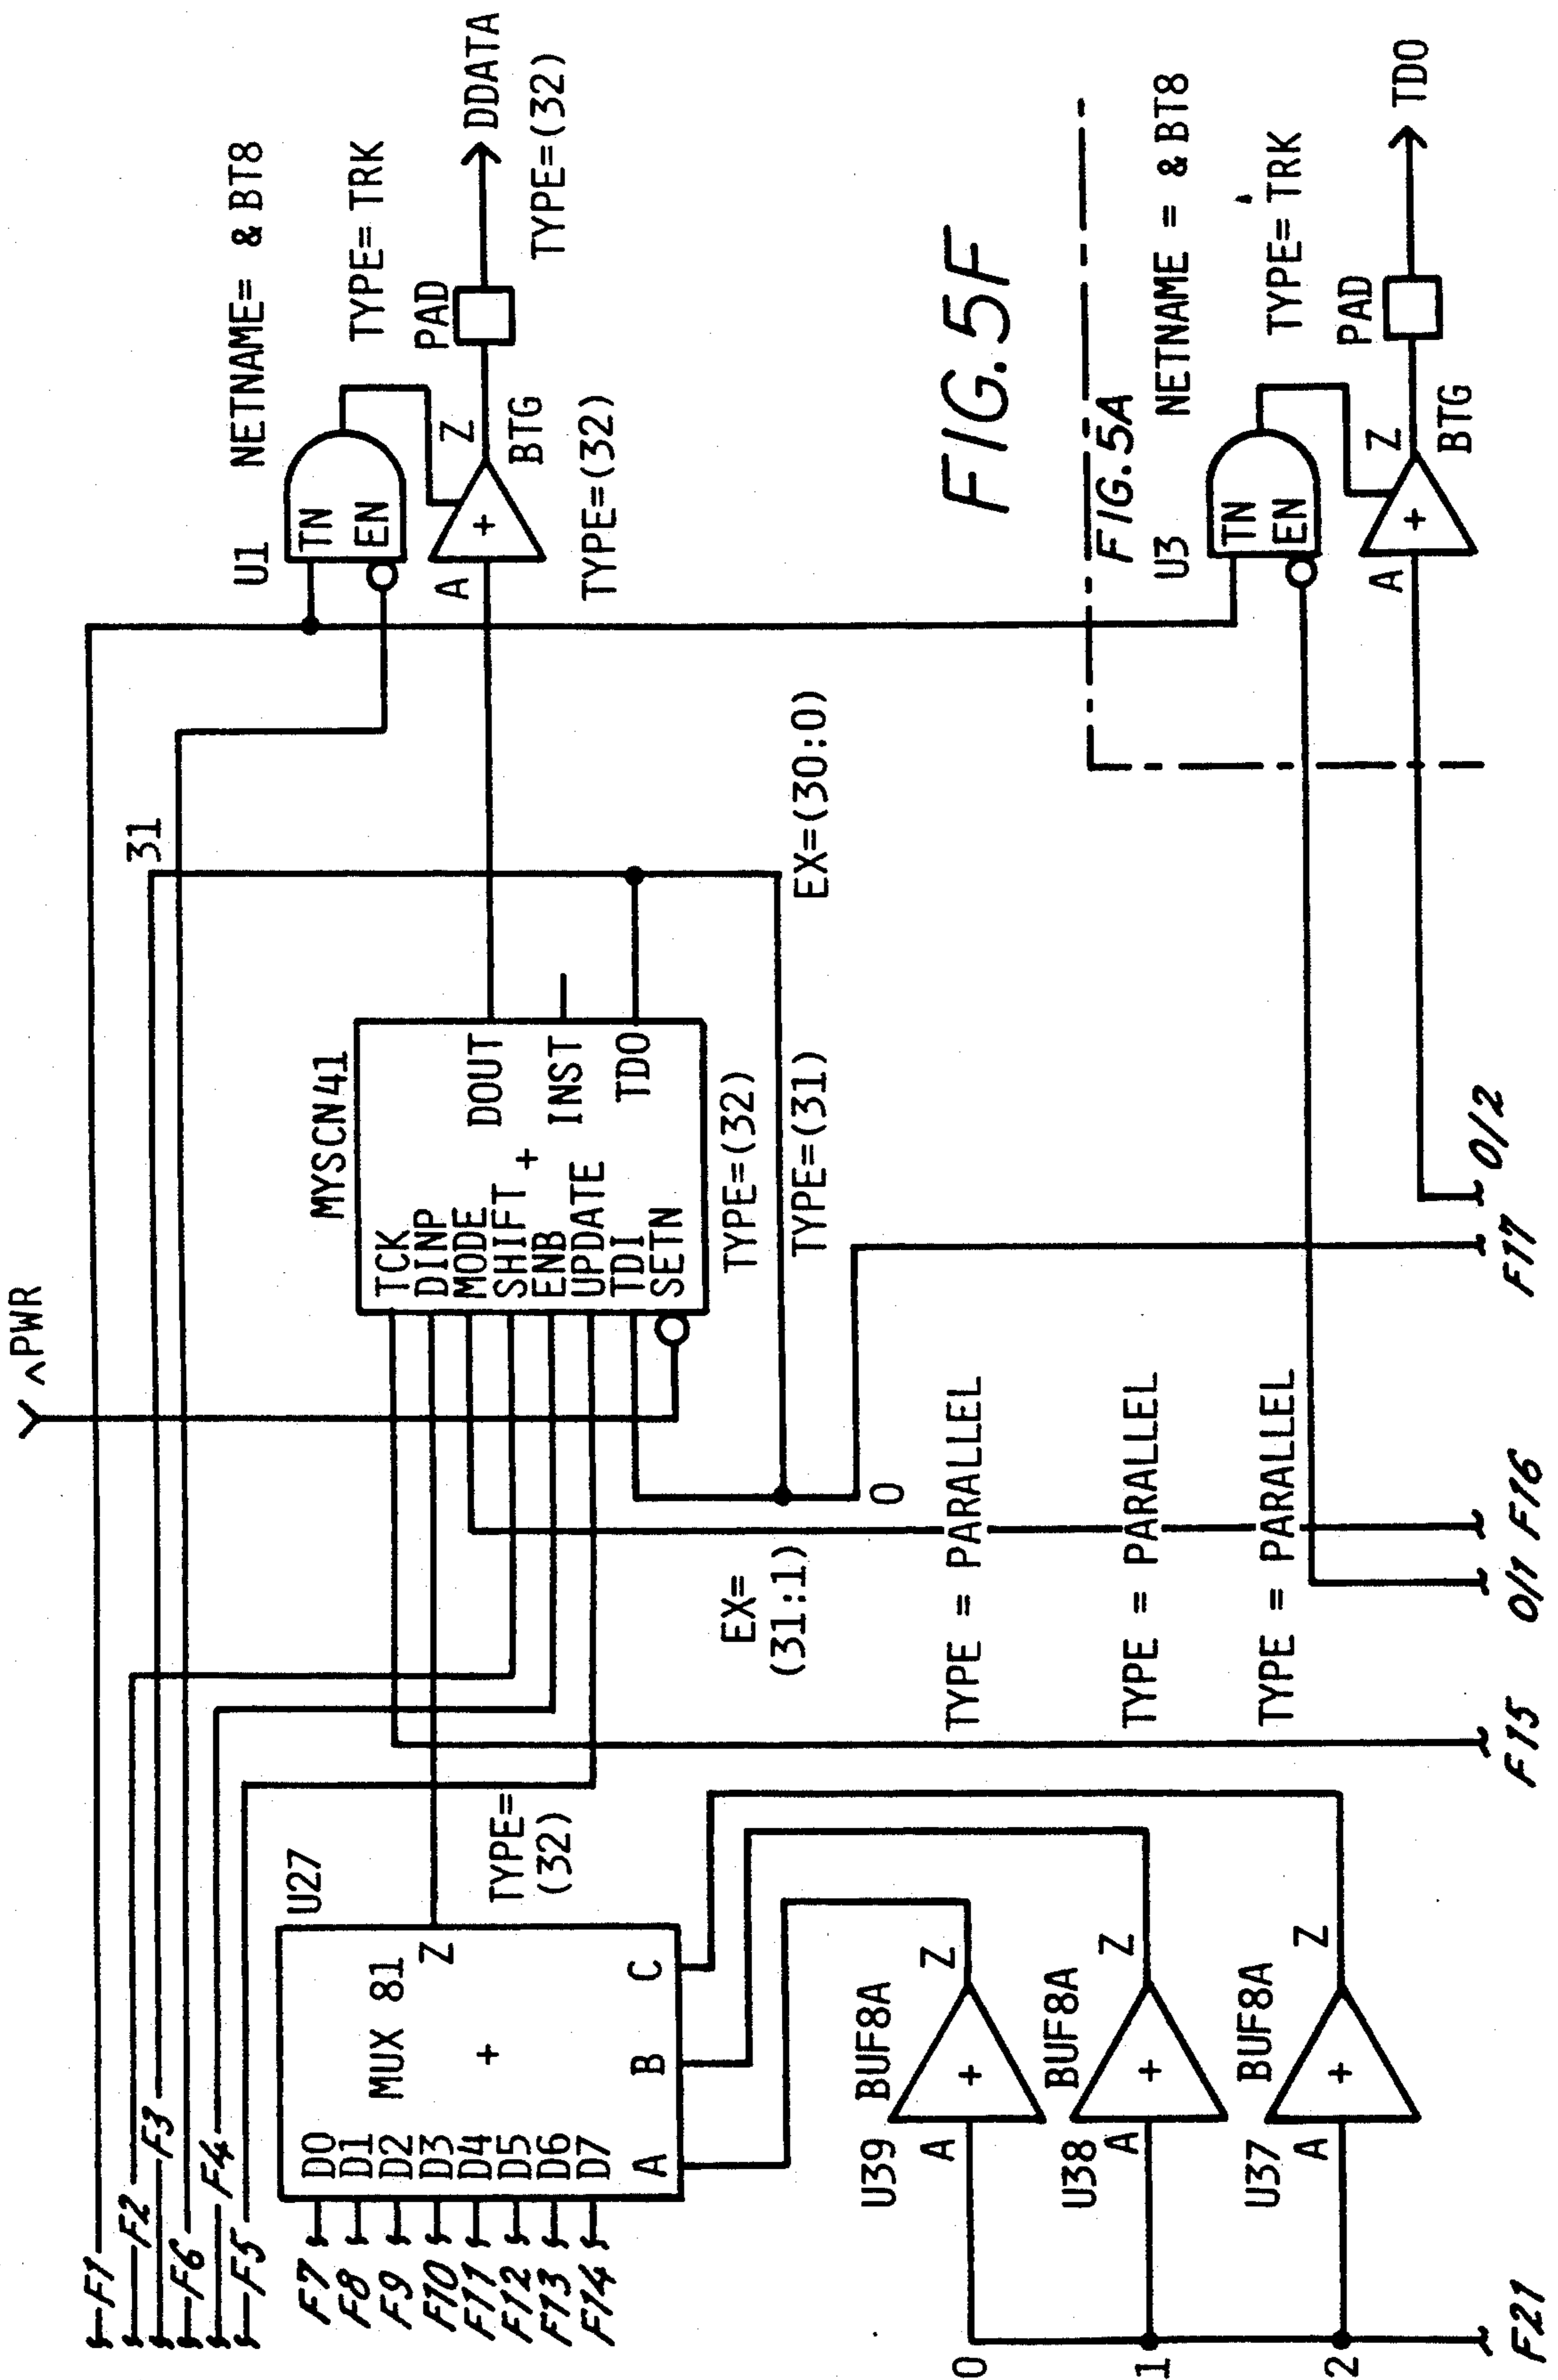 ^PWR
F1
F2
F3
F6
F4
F5
31
U1
NETNAME= & BT8
TN
EN
TYPE= TRK
PAD
A
Z
BTG
DDATA
TYPE=(32)
TYPE=(32)
MYSCN41
TCK
DINP
MODE
SHIFT
ENB
UPDATE
TDI
SETN
+
DOUT
INST
TDO
TYPE=(32)
TYPE=(31)
EX=(30:0)
EX=
(31:1)
0
U27
MUX 81
+
D0
D1
D2
D3
D4
D5
D6
D7
Z
A
B
C
TYPE=
(32)
F7
F8
F9
F10
F11
F12
F13
F14
U39
A
BUF8A
+
Z
U38
A
BUF8A
+
Z
U37
A
BUF8A
+
Z
0
1
2
F21
TYPE = PARALLEL
TYPE = PARALLEL
TYPE = PARALLEL
F15
0/1
F16
F17
0/2
FIG.5F
FIG.5A
U3
NETNAME = & BT8
TN
EN
TYPE= TRK
PAD
A
+
Z
BTG
TDO
+